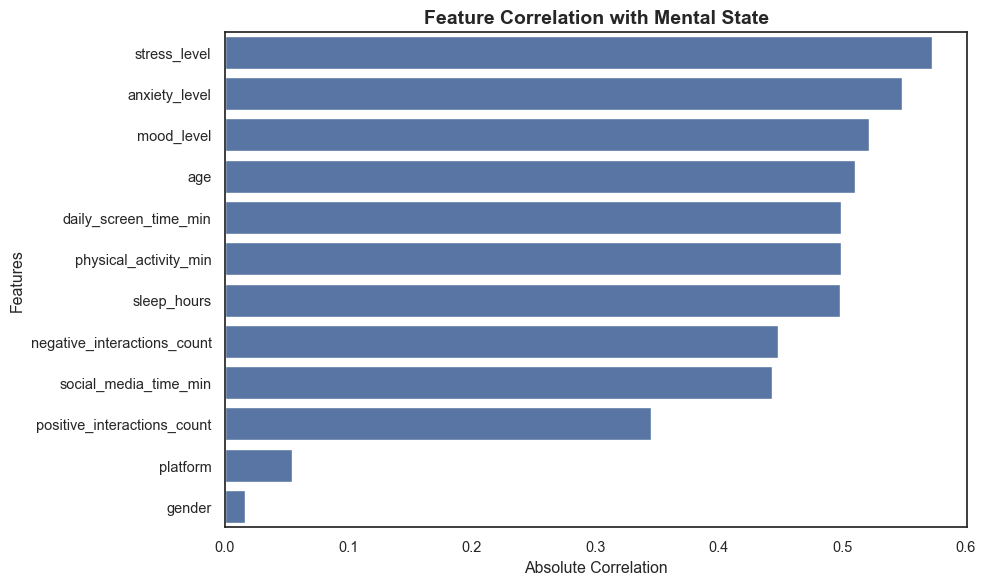 Feature Correlation with Mental State
Features
stress_level
anxiety_level
mood_level
age
daily_screen_time_min
physical_activity_min
sleep_hours
negative_interactions_count
social_media_time_min
positive_interactions_count
platform
gender
0.0 0.1 0.2 0.3 0.4 0.5 0.6
Absolute Correlation